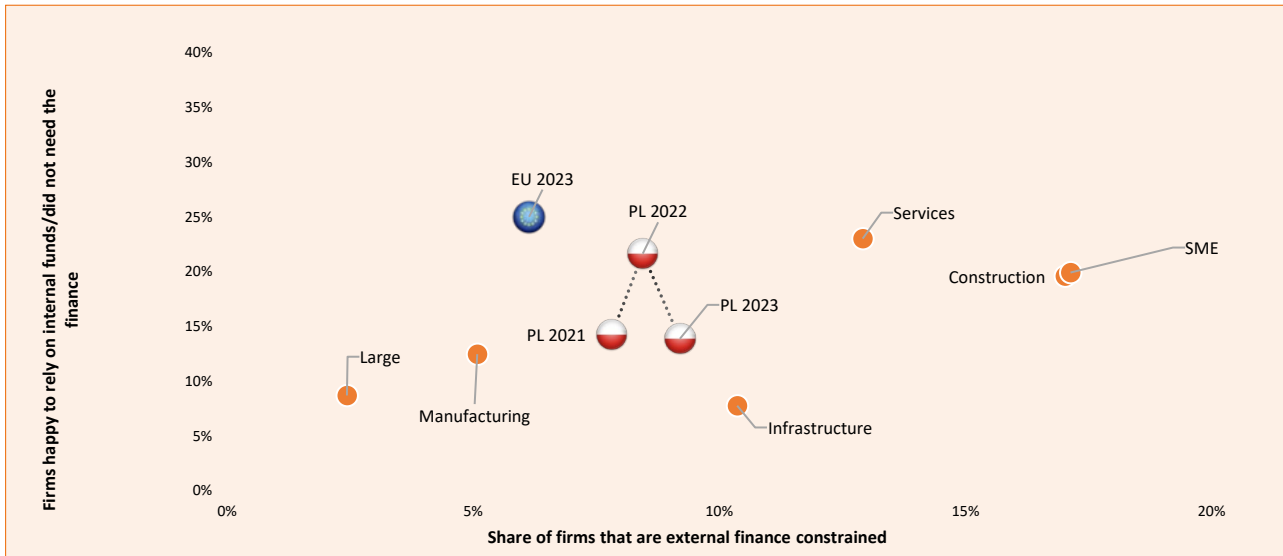 Firms happy to rely on internal funds/did not need the
finance
40%
35%
30%
25%
20%
15%
10%
5%
0%
EU 2023
PL 2022
Services
SME
Construction
PL 2023
PL 2021
Large
Manufacturing
Infrastructure
0%
5%
10%
15%
20%
Share of firms that are external finance constrained